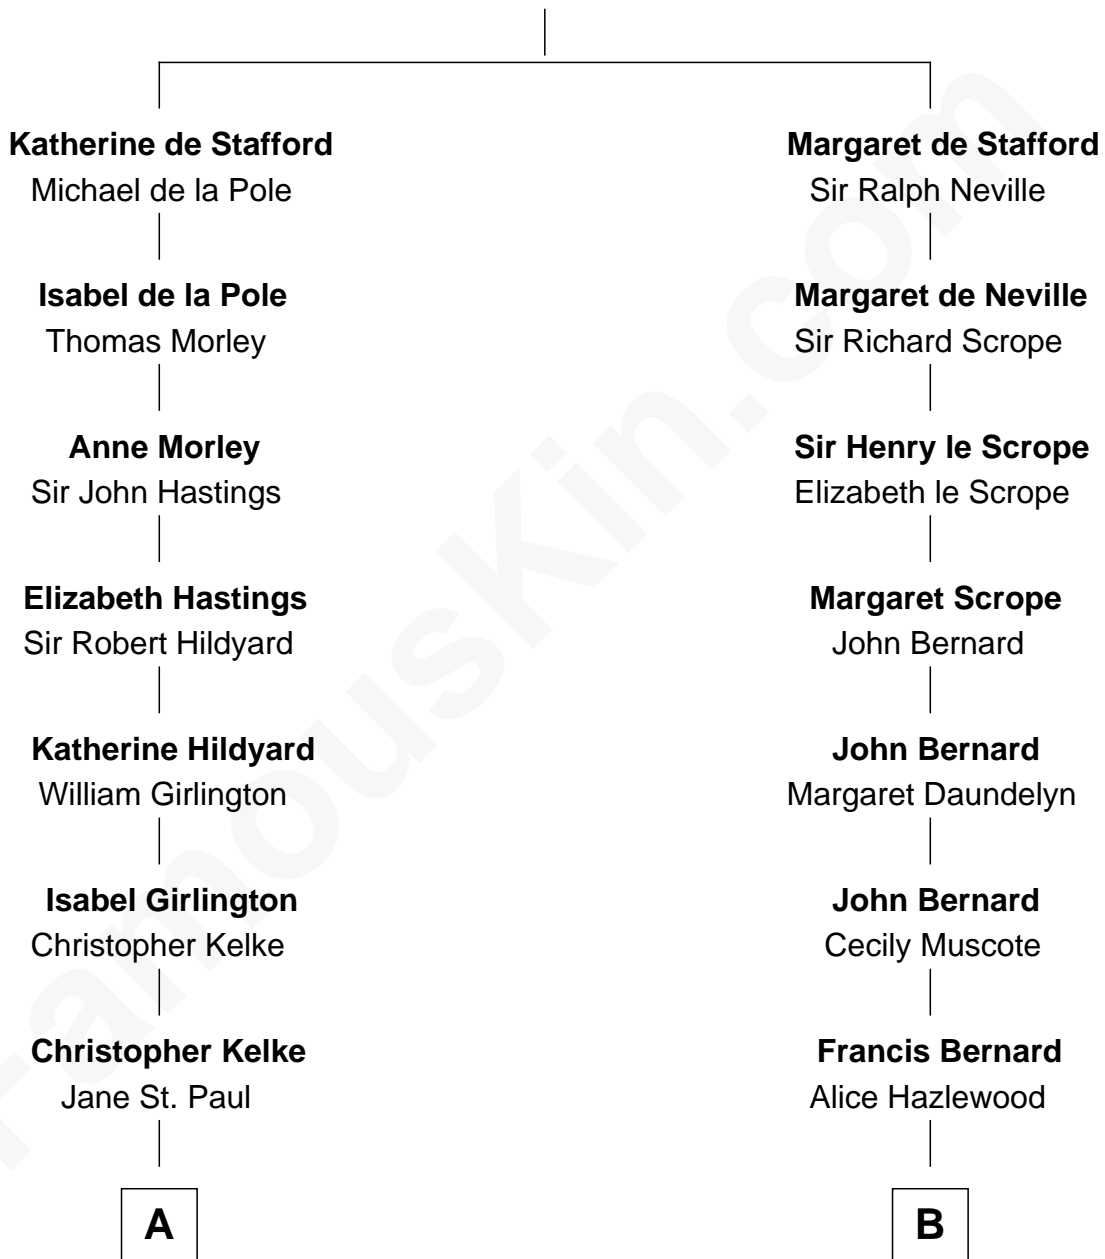 Katherine de Stafford
Michael de la Pole
Isabel de la Pole
Thomas Morley
Anne Morley
Sir John Hastings
Elizabeth Hastings
Sir Robert Hildyard
Katherine Hildyard
William Girlington
Isabel Girlington
Christopher Kelke
Christopher Kelke
Jane St. Paul
A
Margaret de Stafford
Sir Ralph Neville
Margaret de Neville
Sir Richard Scrope
Sir Henry le Scrope
Elizabeth le Scrope
Margaret Scrope
John Bernard
John Bernard
Margaret Daundelyn
John Bernard
Cecily Muscote
Francis Bernard
Alice Hazlewood
B
FamousKin.com